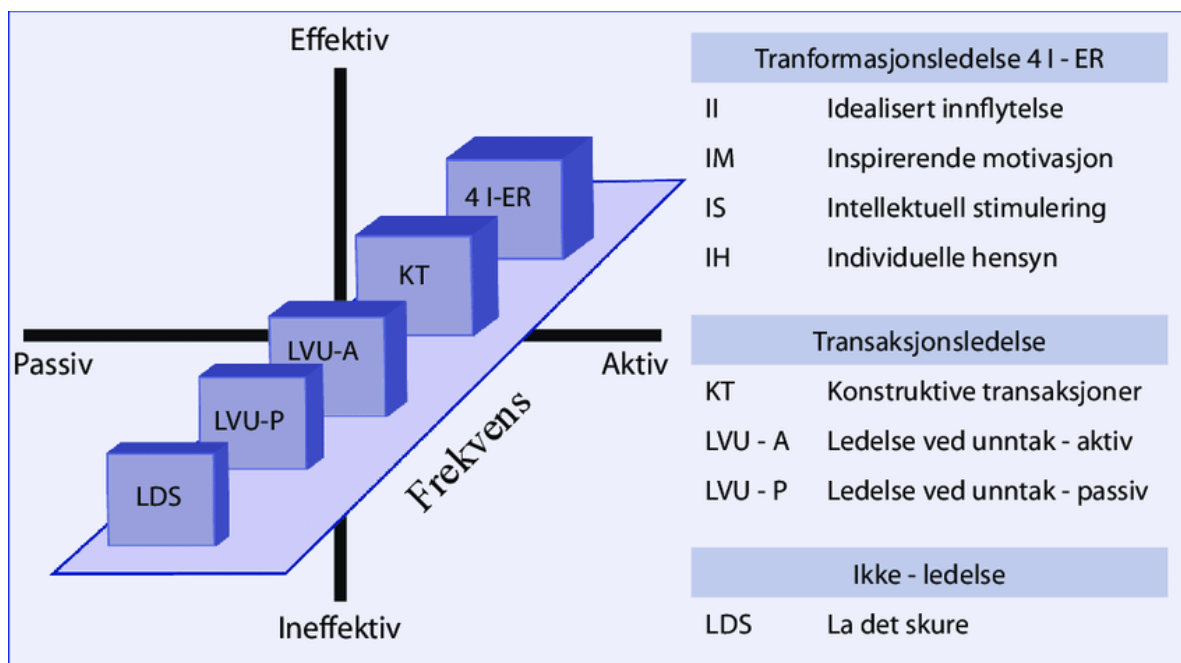 Effektiv
4 I-ER
KT
LVU-A
LVU-P
LDS
Passiv
Aktiv
Frekvens
Ineffektiv
Tranformasjonsledelse 4 I - ER
II Idealisert innflytelse
IM Inspirerende motivasjon
IS Intellektuell stimulering
IH Individuelle hensyn
Transaksjonsledelse
KT Konstruktive transaksjoner
LVU - A Ledelse ved unntak - aktiv
LVU - P Ledelse ved unntak - passiv
Ikke - ledelse
LDS La det skure